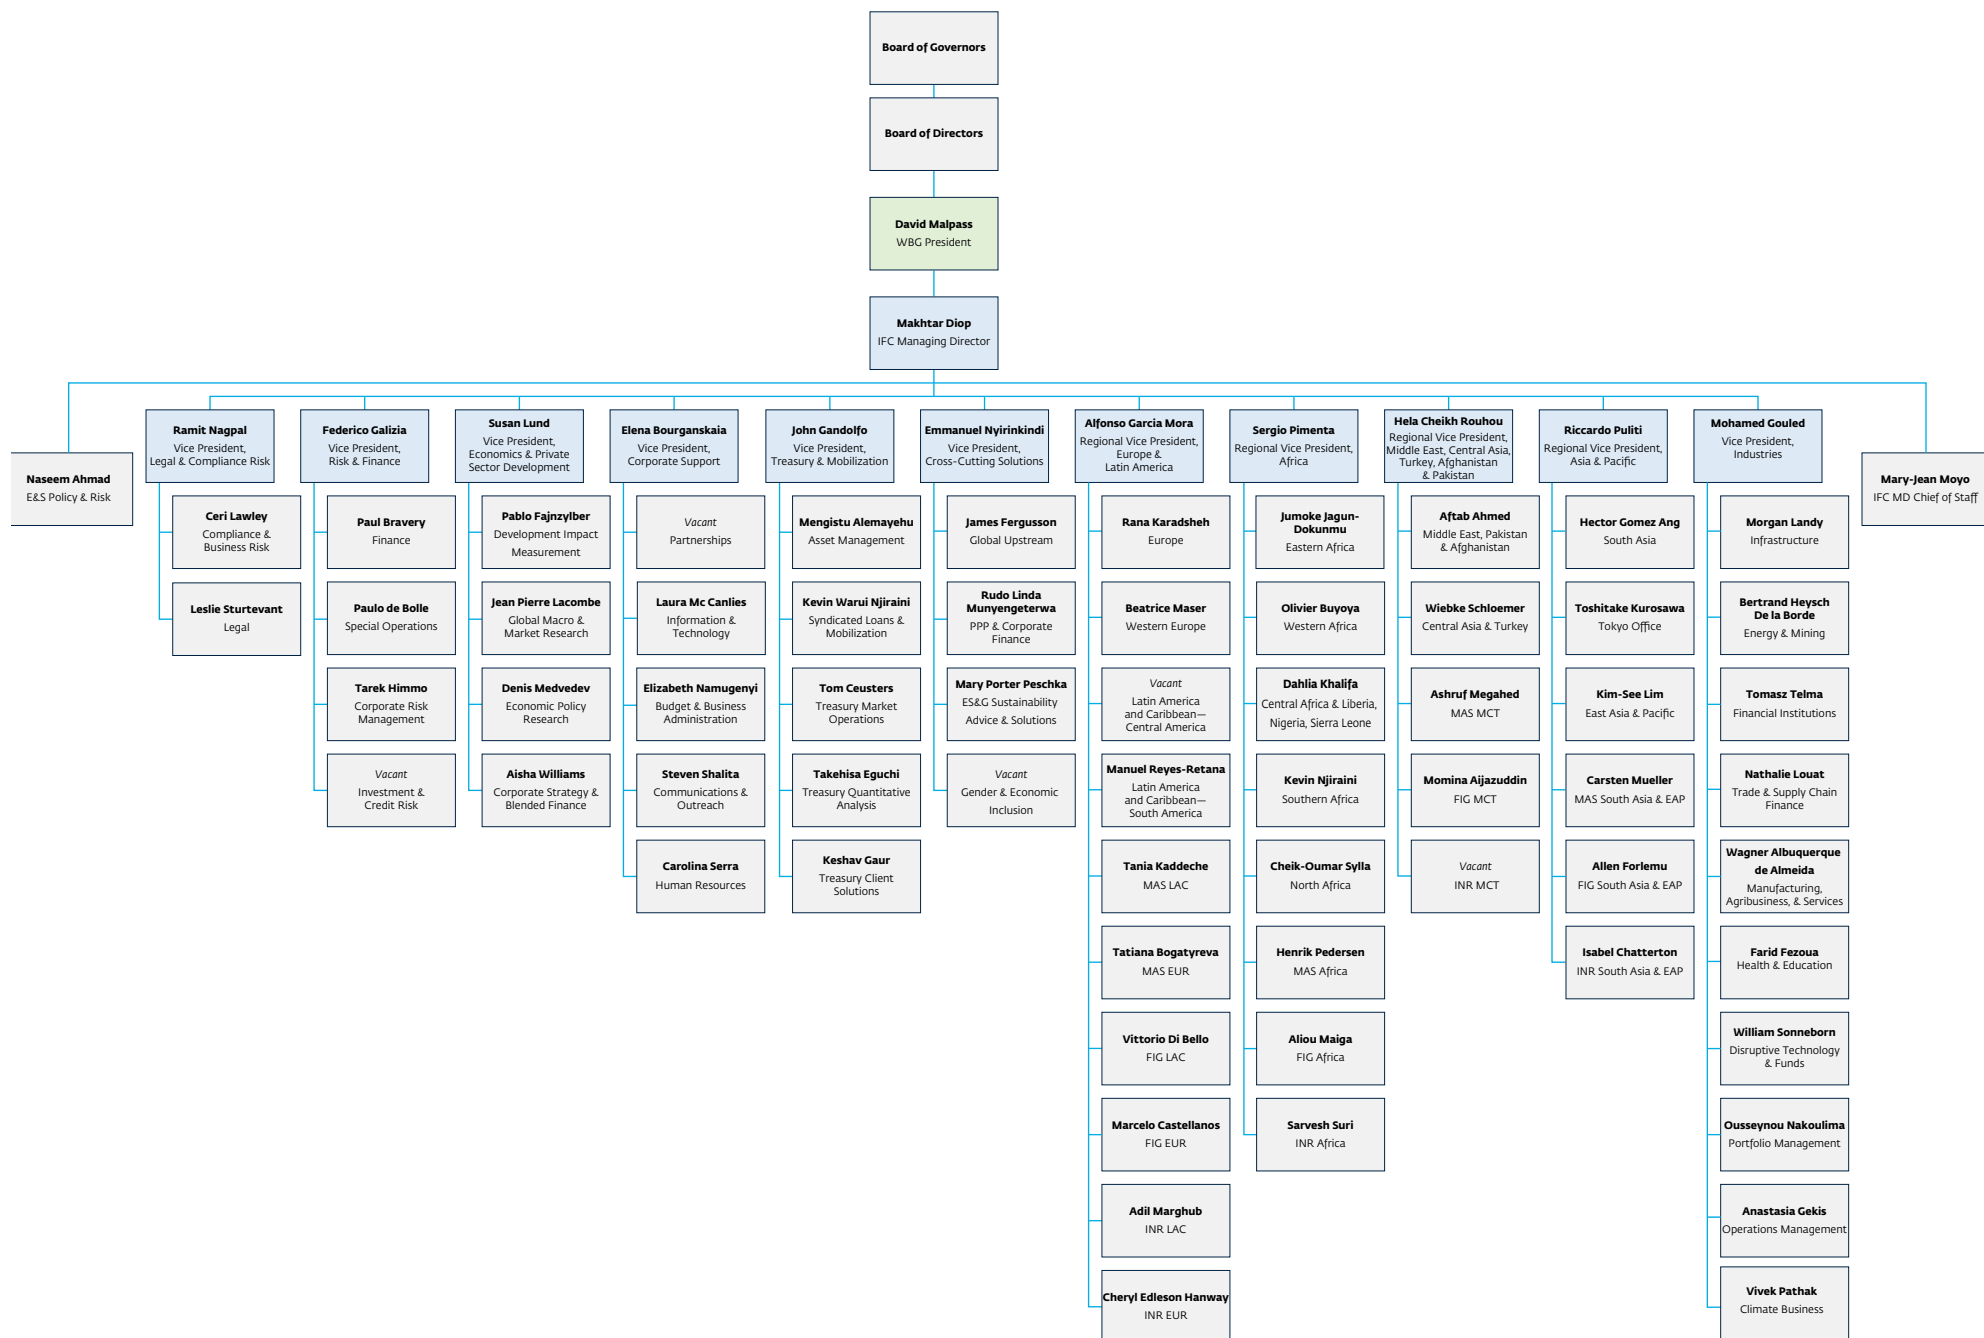 Board of Governors
Board of Directors
David Malpass
WBG President
Makhtar Diop
IFC Managing Director
Naseem Ahmad
E&S Policy & Risk
Ramit Nagpal
Vice President,
Legal & Compliance Risk
Ceri Lawley
Compliance &
Business Risk
Leslie Sturtevant
Legal
Federico Galizia
Vice President,
Risk & Finance
Paul Bravery
Finance
Paulo de Bolle
Special Operations
Tarek Himmo
Corporate Risk
Management
Vacant
Investment &
Credit Risk
Susan Lund
Vice President,
Economics & Private
Sector Development
Pablo Fajnzylber
Development Impact
Measurement
Jean Pierre Lacombe
Global Macro &
Market Research
Denis Medvedev
Economic Policy
Research
Aisha Williams
Corporate Strategy &
Blended Finance
Elena Bourganskaia
Vice President,
Corporate Support
Vacant
Partnerships
Laura Mc Canlies
Information &
Technology
Elizabeth Namugenyi
Budget & Business
Administration
Steven Shalita
Communications &
Outreach
Carolina Serra
Human Resources
John Gandolfo
Vice President,
Treasury & Mobilization
Mengistu Alemayehu
Asset Management
Kevin Warui Njiraini
Syndicated Loans &
Mobilization
Tom Ceusters
Treasury Market
Operations
Takehisa Eguchi
Treasury Quantitative
Analysis
Keshav Gaur
Treasury Client
Solutions
Emmanuel Nyirinkindi
Vice President,
Cross-Cutting Solutions
James Fergusson
Global Upstream
Rudo Linda
Munyengeterwa
PPP & Corporate
Finance
Mary Porter Peschka
ES&G Sustainability
Advice & Solutions
Vacant
Gender & Economic
Inclusion
Alfonso Garcia Mora
Regional Vice President,
Europe &
Latin America
Rana Karadsheh
Europe
Beatrice Maser
Western Europe
Vacant
Latin America
and Caribbean—
Central America
Manuel Reyes-Retana
Latin America
and Caribbean—
South America
Tania Kaddeche
MAS LAC
Tatiana Bogatyreva
MAS EUR
Vittorio Di Bello
FIG LAC
Marcelo Castellanos
FIG EUR
Adil Marghub
INR LAC
Cheryl Edleson Hanway
INR EUR
Sergio Pimenta
Regional Vice President,
Africa
Jumoke Jagun-
Dokunmu
Eastern Africa
Olivier Buyoya
Western Africa
Dahlia Khalifa
Central Africa & Liberia,
Nigeria, Sierra Leone
Kevin Njiraini
Southern Africa
Cheik-Oumar Sylla
North Africa
Henrik Pedersen
MAS Africa
Aliou Maiga
FIG Africa
Sarvesh Suri
INR Africa
Hela Cheikh Rouhou
Regional Vice President,
Middle East, Central Asia,
Turkey, Afghanistan
& Pakistan
Aftab Ahmed
Middle East, Pakistan
& Afghanistan
Wiebke Schloemer
Central Asia & Turkey
Ashruf Megahed
MAS MCT
Momina Aijazuddin
FIG MCT
Vacant
INR MCT
Riccardo Puliti
Regional Vice President,
Asia & Pacific
Hector Gomez Ang
South Asia
Toshitake Kurosawa
Tokyo Office
Kim-See Lim
East Asia & Pacific
Carsten Mueller
MAS South Asia & EAP
Allen Forlemu
FIG South Asia & EAP
Isabel Chatterton
INR South Asia & EAP
Mohamed Gouled
Vice President,
Industries
Morgan Landy
Infrastructure
Bertrand Heysch
De la Borde
Energy & Mining
Tomasz Telma
Financial Institutions
Nathalie Louat
Trade & Supply Chain
Finance
Wagner Albuquerque
de Almeida
Manufacturing,
Agribusiness, & Services
Farid Fezoua
Health & Education
William Sonneborn
Disruptive Technology
& Funds
Ousseynou Nakoulima
Portfolio Management
Anastasia Gekis
Operations Management
Vivek Pathak
Climate Business
Mary-Jean Moyo
IFC MD Chief of Staff